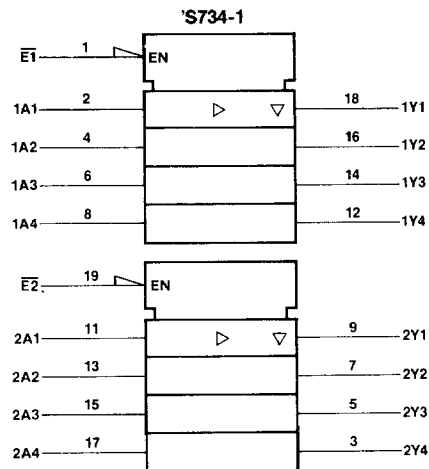 'S734-1
E1 1 EN
1A1 2 18 1Y1
1A2 4 16 1Y2
1A3 6 14 1Y3
1A4 8 12 1Y4
E2 19 EN
2A1 11 9 2Y1
2A2 13 7 2Y2
2A3 15 5 2Y3
2A4 17 3 2Y4